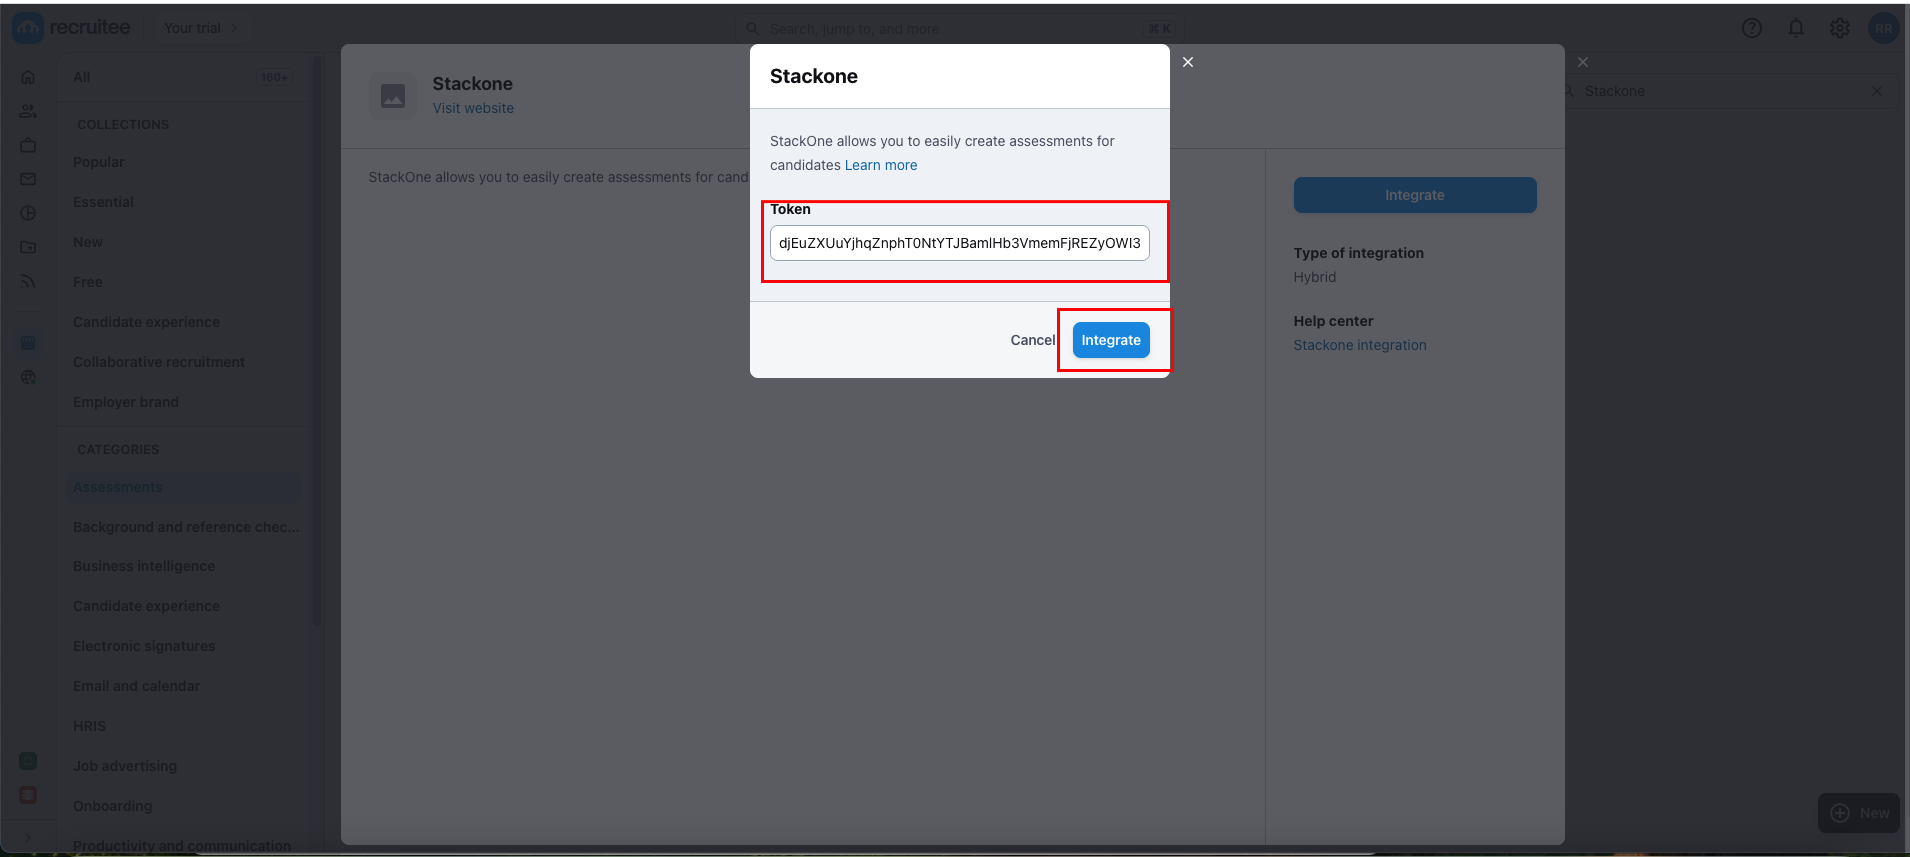 recruitee
Your trial
Search, jump to, and more
⌘ K
RR
All
160+
COLLECTIONS
Popular
Essential
New
Free
Candidate experience
Collaborative recruitment
Employer brand
CATEGORIES
Assessments
Background and reference chec...
Business intelligence
Candidate experience
Electronic signatures
Email and calendar
HRIS
Job advertising
Onboarding
Productivity and communication
Stackone
Visit website
StackOne allows you to easily create assessments for cand
Stackone
StackOne allows you to easily create assessments for
candidates Learn more
Token
djEuZXUuYjhqZnphT0NtYTJBamlHb3VmemFjREZyOWI3
Cancel
Integrate
Stackone
Integrate
Type of integration
Hybrid
Help center
Stackone integration
New